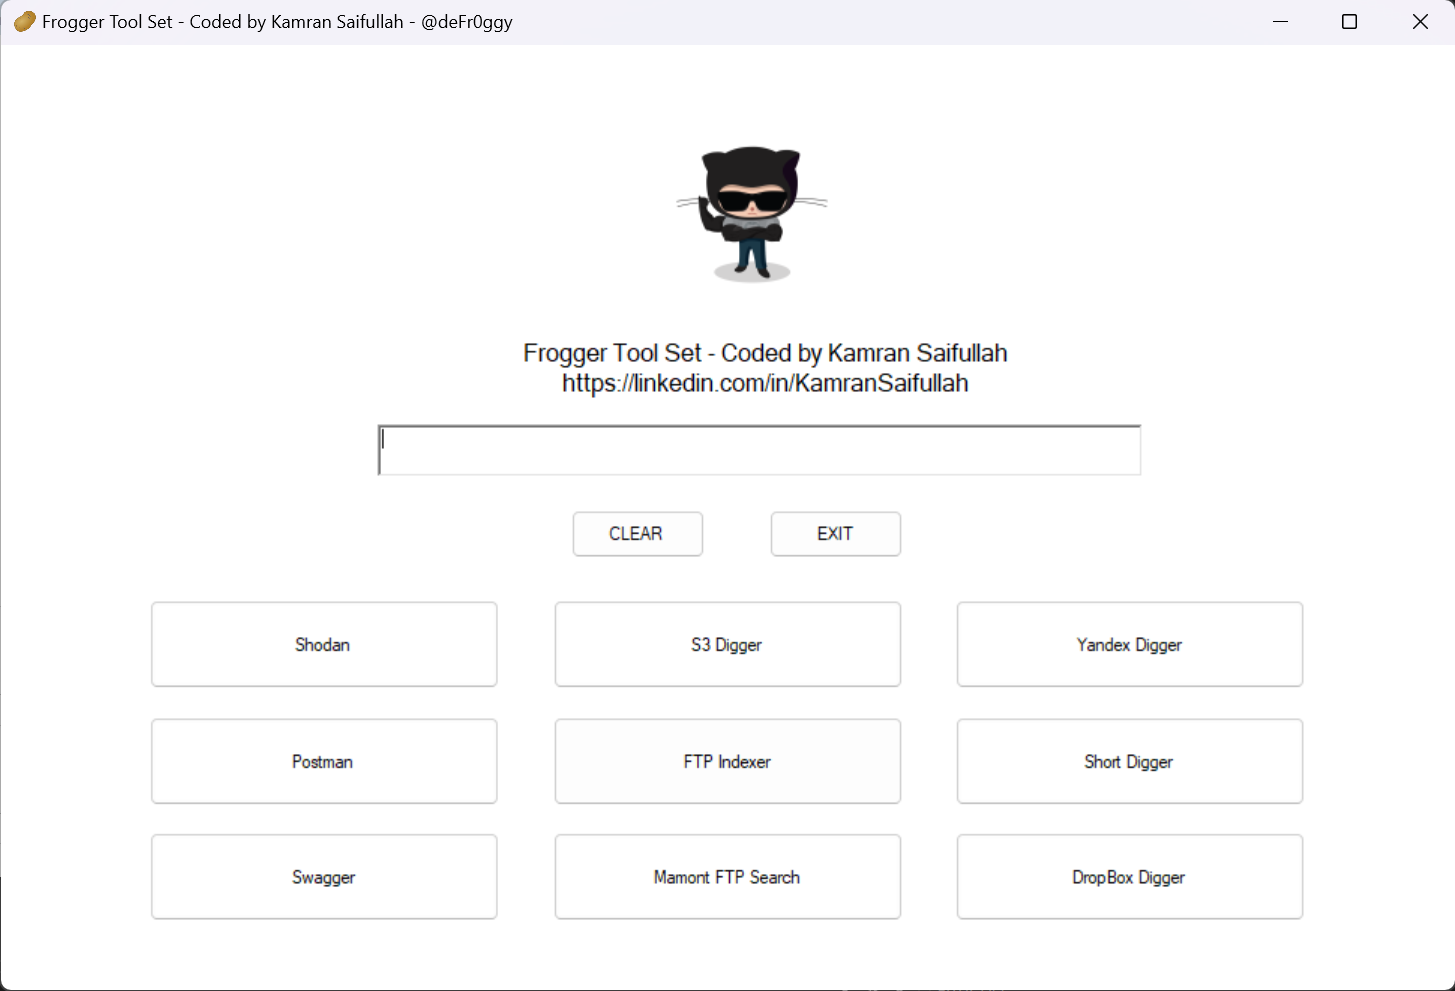 Frogger Tool Set - Coded by Kamran Saifullah - @deFr0ggy
Frogger Tool Set - Coded by Kamran Saifullah
https://linkedin.com/in/KamranSaifullah
CLEAR
EXIT
Shodan
S3 Digger
Yandex Digger
Postman
FTP Indexer
Short Digger
Swagger
Mamont FTP Search
DropBox Digger